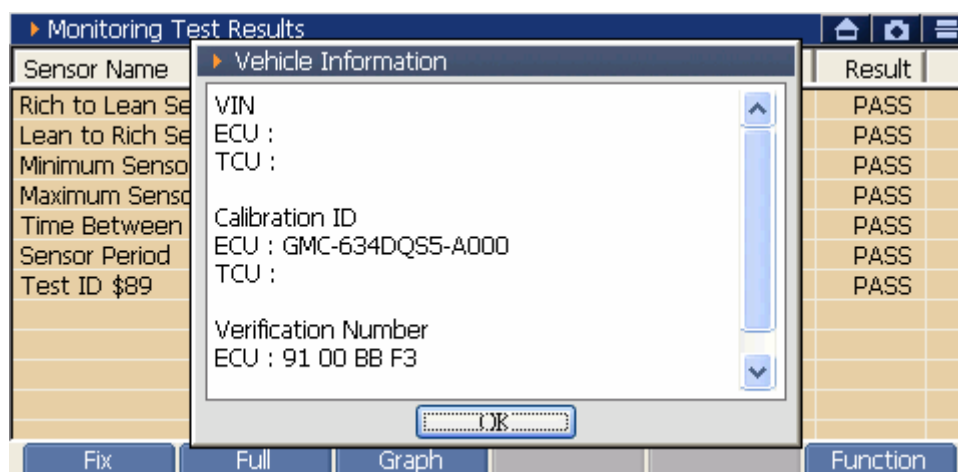 Monitoring Test Results
Sensor Name
Result
Rich to Lean Se
PASS
Lean to Rich Se
PASS
Minimum Senso
PASS
Maximum Senso
PASS
Time Between
PASS
Sensor Period
PASS
Test ID $89
PASS
Vehicle Information
VIN
ECU :
TCU :
Calibration ID
ECU : GMC-634DQS5-A000
TCU :
Verification Number
ECU : 91 00 BB F3
OK
Fix
Full
Graph
Function